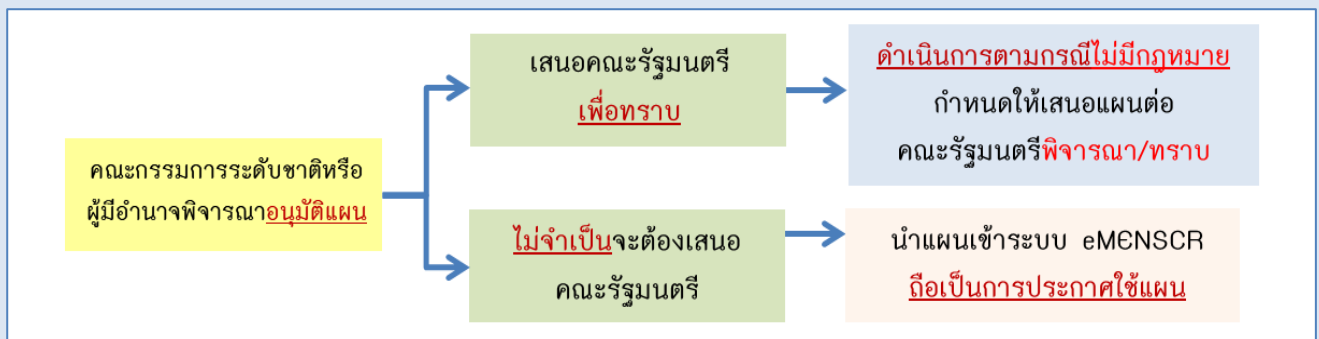 คณะกรรมการระดับชาติหรือ
ผู้มีอำนาจพิจารณาอนุมัติแผน
เสนอคณะรัฐมนตรี
เพื่อทราบ
ดำเนินการตามกรณีไม่มีกฎหมาย
กำหนดให้เสนอแผนต่อ
คณะรัฐมนตรีพิจารณา/ทราบ
ไม่จำเป็นจะต้องเสนอ
คณะรัฐมนตรี
นำแผนเข้าระบบ eMENSCR
ถือเป็นการประกาศใช้แผน